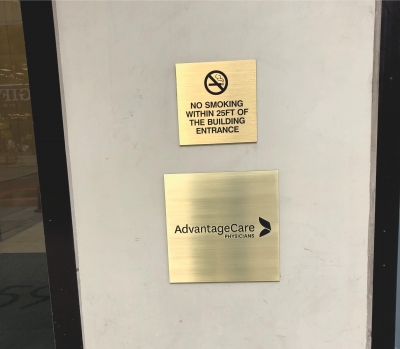 NO SMOKING
WITHIN 25FT OF
THE BUILDING
ENTRANCE
AdvantageCare
PHYSICIANS